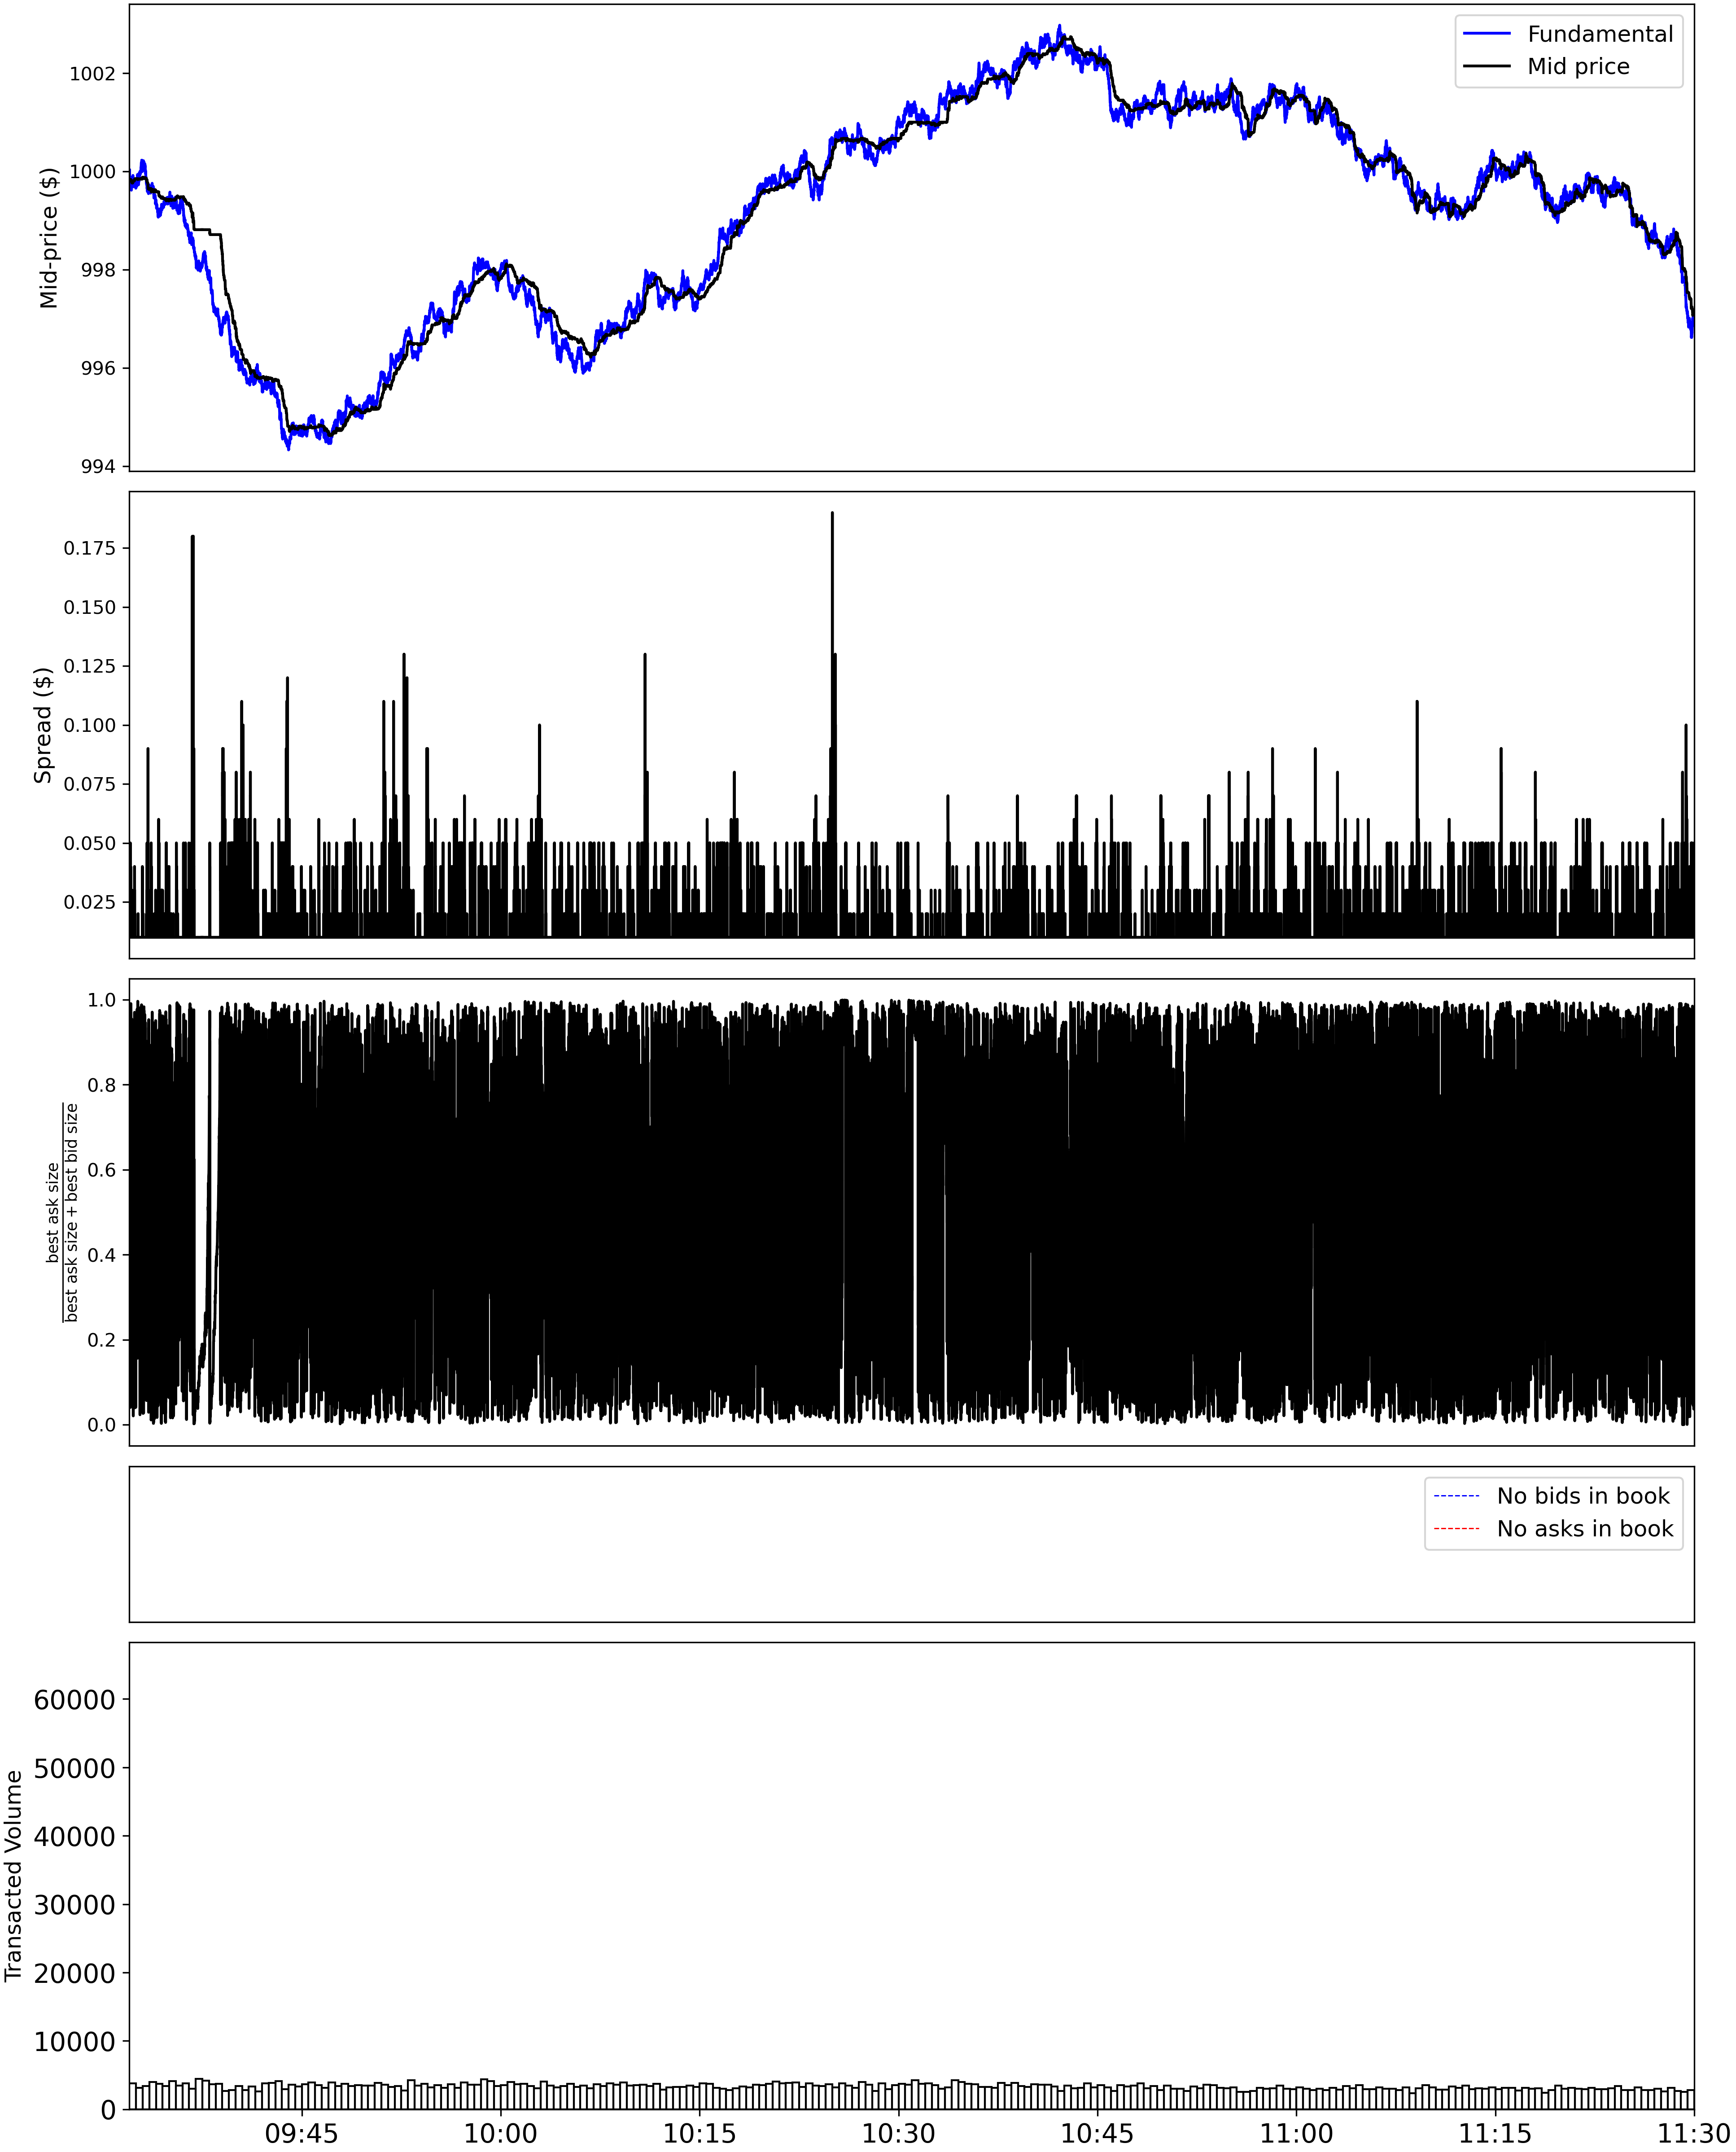 Mid-price ($)
1002
1000
998
996
994
Fundamental
Mid price
Spread ($)
0.175
0.150
0.125
0.100
0.075
0.050
0.025
best ask size
best ask size + best bid size
1.0
0.8
0.6
0.4
0.2
0.0
No bids in book
No asks in book
Transacted Volume
60000
50000
40000
30000
20000
10000
0
09:45 10:00 10:15 10:30 10:45 11:00 11:15 11:30